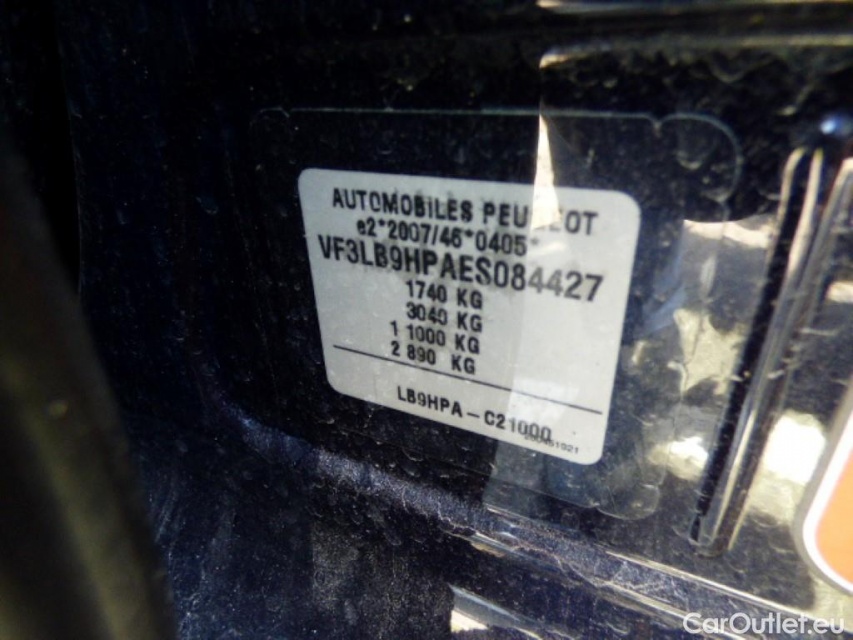 AUTOMOBILES PEUGEOT
e2*2007/46*0405*
VF3LB9HPAES084427
1740 KG
3040 KG
1 1000 KG
2 890 KG
LB9HPA-C21000
CarOutlet.eu